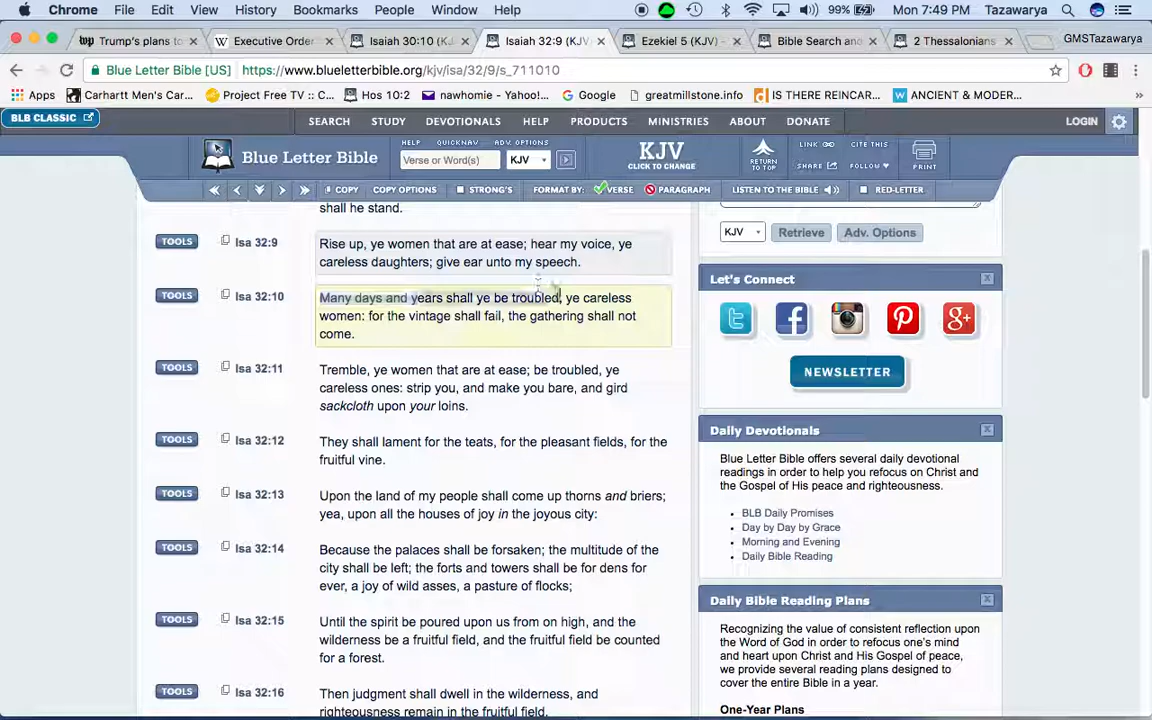 Chrome File Edit View History Bookmarks People Window Help 99% Mon 7:49 PM Tazawarya
Trump's plans to Executive Order Isaiah 30:10 (KJV Isaiah 32:9 (KJV Ezekiel 5 (KJV) - Bible Search and 2 Thessalonians GMSTazawarya
Blue Letter Bible [US] https://www.blueletterbible.org/kjv/isa/32/9/s_711010
Apps Carhartt Men's Car... Project Free TV :: C... Hos 10:2 nawhomie - Yahoo!... Google greatmillstone.info IS THERE REINCAR... ANCIENT & MODER... »
BLB CLASSIC SEARCH STUDY DEVOTIONALS HELP PRODUCTS MINISTRIES ABOUT DONATE LOGIN
HELP QUICKNAV ADV. OPTIONS
Blue Letter Bible Verse or Word(s) KJV
KJV
CLICK TO CHANGE
RETURN
TO TOP
LINK CITE THIS
SHARE FOLLOW
PRINT
COPY COPY OPTIONS STRONG'S FORMAT BY: VERSE PARAGRAPH LISTEN TO THE BIBLE RED-LETTER
shall he stand.
TOOLS Isa 32:9 Rise up, ye women that are at ease; hear my voice, ye
careless daughters; give ear unto my speech.
TOOLS Isa 32:10 Many days and years shall ye be troubled, ye careless
women: for the vintage shall fail, the gathering shall not
come.
TOOLS Isa 32:11 Tremble, ye women that are at ease; be troubled, ye
careless ones: strip you, and make you bare, and gird
sackcloth upon your loins.
TOOLS Isa 32:12 They shall lament for the teats, for the pleasant fields, for the
fruitful vine.
TOOLS Isa 32:13 Upon the land of my people shall come up thorns and briers;
yea, upon all the houses of joy in the joyous city:
TOOLS Isa 32:14 Because the palaces shall be forsaken; the multitude of the
city shall be left; the forts and towers shall be for dens for
ever, a joy of wild asses, a pasture of flocks;
TOOLS Isa 32:15 Until the spirit be poured upon us from on high, and the
wilderness be a fruitful field, and the fruitful field be counted
for a forest.
TOOLS Isa 32:16 Then judgment shall dwell in the wilderness, and
righteousness remain in the fruitful field.
KJV Retrieve Adv. Options
Let's Connect
NEWSLETTER
Daily Devotionals
Blue Letter Bible offers several daily devotional
readings in order to help you refocus on Christ and
the Gospel of His peace and righteousness.
BLB Daily Promises
Day by Day by Grace
Morning and Evening
Daily Bible Reading
Daily Bible Reading Plans
Recognizing the value of consistent reflection upon
the Word of God in order to refocus one's mind
and heart upon Christ and His Gospel of peace,
we provide several reading plans designed to
cover the entire Bible in a year.
One-Year Plans